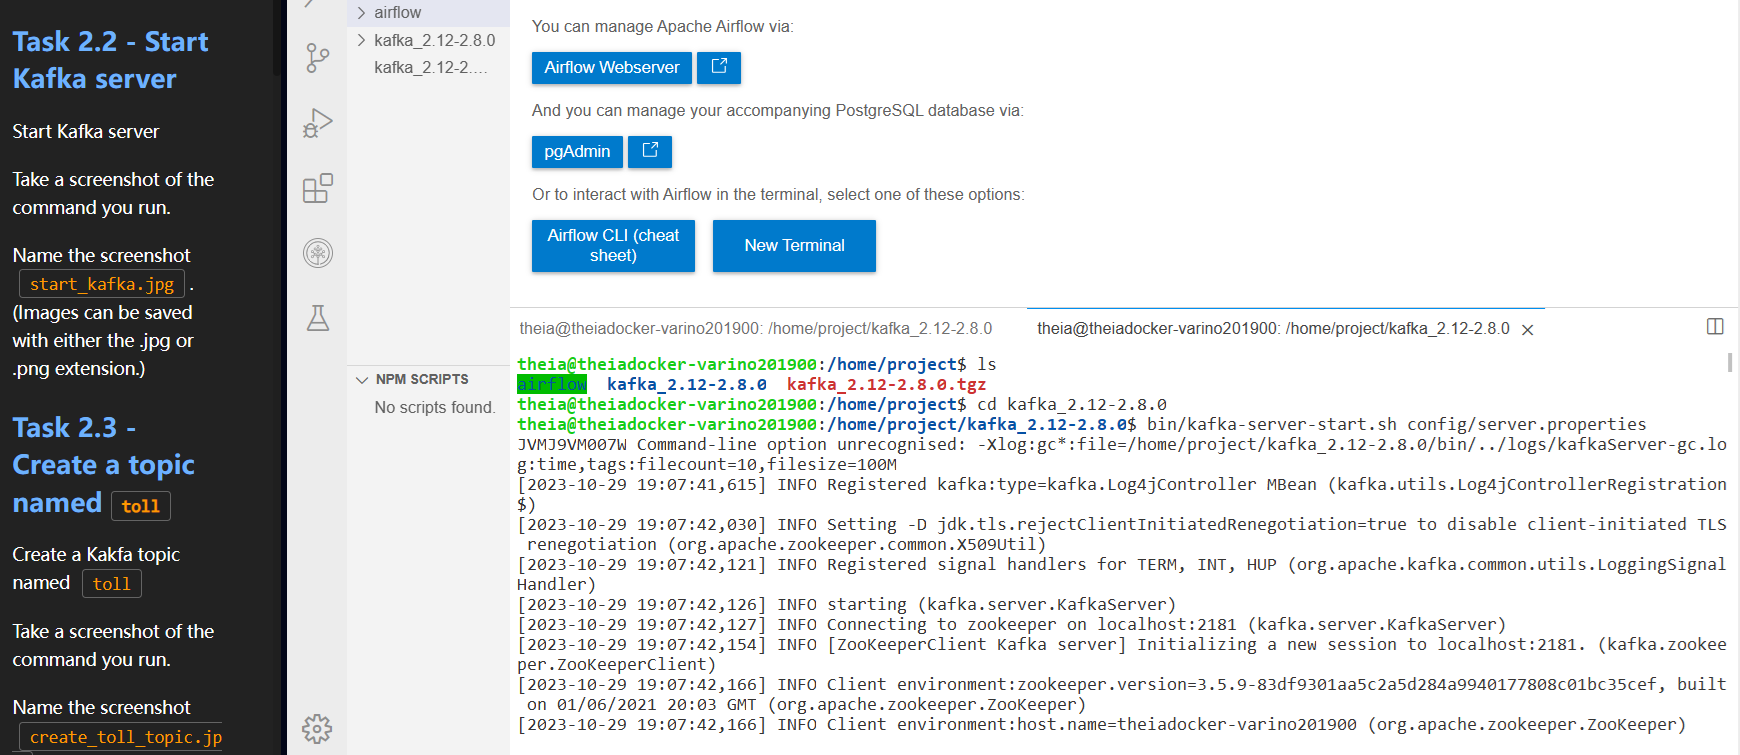 Task 2.2 - Start
Kafka server
Start Kafka server
Take a screenshot of the
command you run.
Name the screenshot
start_kafka.jpg .
(Images can be saved
with either the .jpg or
.png extension.)
Task 2.3 -
Create a topic
named toll
Create a Kakfa topic
named toll
Take a screenshot of the
command you run.
Name the screenshot
create_toll_topic.jp
airflow
kafka_2.12-2.8.0
kafka_2.12-2....
NPM SCRIPTS
No scripts found.
You can manage Apache Airflow via:
Airflow Webserver
And you can manage your accompanying PostgreSQL database via:
pgAdmin
Or to interact with Airflow in the terminal, select one of these options:
Airflow CLI (cheat
sheet)
New Terminal
theia@theiadocker-varino201900: /home/project/kafka_2.12-2.8.0
theia@theiadocker-varino201900: /home/project/kafka_2.12-2.8.0
theia@theiadocker-varino201900:/home/project$ ls
airflow kafka_2.12-2.8.0 kafka_2.12-2.8.0.tgz
theia@theiadocker-varino201900:/home/project$ cd kafka_2.12-2.8.0
theia@theiadocker-varino201900:/home/project/kafka_2.12-2.8.0$ bin/kafka-server-start.sh config/server.properties
JVMJ9VM007W Command-line option unrecognised: -Xlog:gc*:file=/home/project/kafka_2.12-2.8.0/bin/../logs/kafkaServer-gc.lo
g:time,tags:filecount=10,filesize=100M
[2023-10-29 19:07:41,615] INFO Registered kafka:type=kafka.Log4jController MBean (kafka.utils.Log4jControllerRegistration
$)
[2023-10-29 19:07:42,030] INFO Setting -D jdk.tls.rejectClientInitiatedRenegotiation=true to disable client-initiated TLS
renegotiation (org.apache.zookeeper.common.X509Util)
[2023-10-29 19:07:42,121] INFO Registered signal handlers for TERM, INT, HUP (org.apache.kafka.common.utils.LoggingSignal
Handler)
[2023-10-29 19:07:42,126] INFO starting (kafka.server.KafkaServer)
[2023-10-29 19:07:42,127] INFO Connecting to zookeeper on localhost:2181 (kafka.server.KafkaServer)
[2023-10-29 19:07:42,154] INFO [ZooKeeperClient Kafka server] Initializing a new session to localhost:2181. (kafka.zookee
per.ZooKeeperClient)
[2023-10-29 19:07:42,166] INFO Client environment:zookeeper.version=3.5.9-83df9301aa5c2a5d284a9940177808c01bc35cef, built
on 01/06/2021 20:03 GMT (org.apache.zookeeper.ZooKeeper)
[2023-10-29 19:07:42,166] INFO Client environment:host.name=theiadocker-varino201900 (org.apache.zookeeper.ZooKeeper)